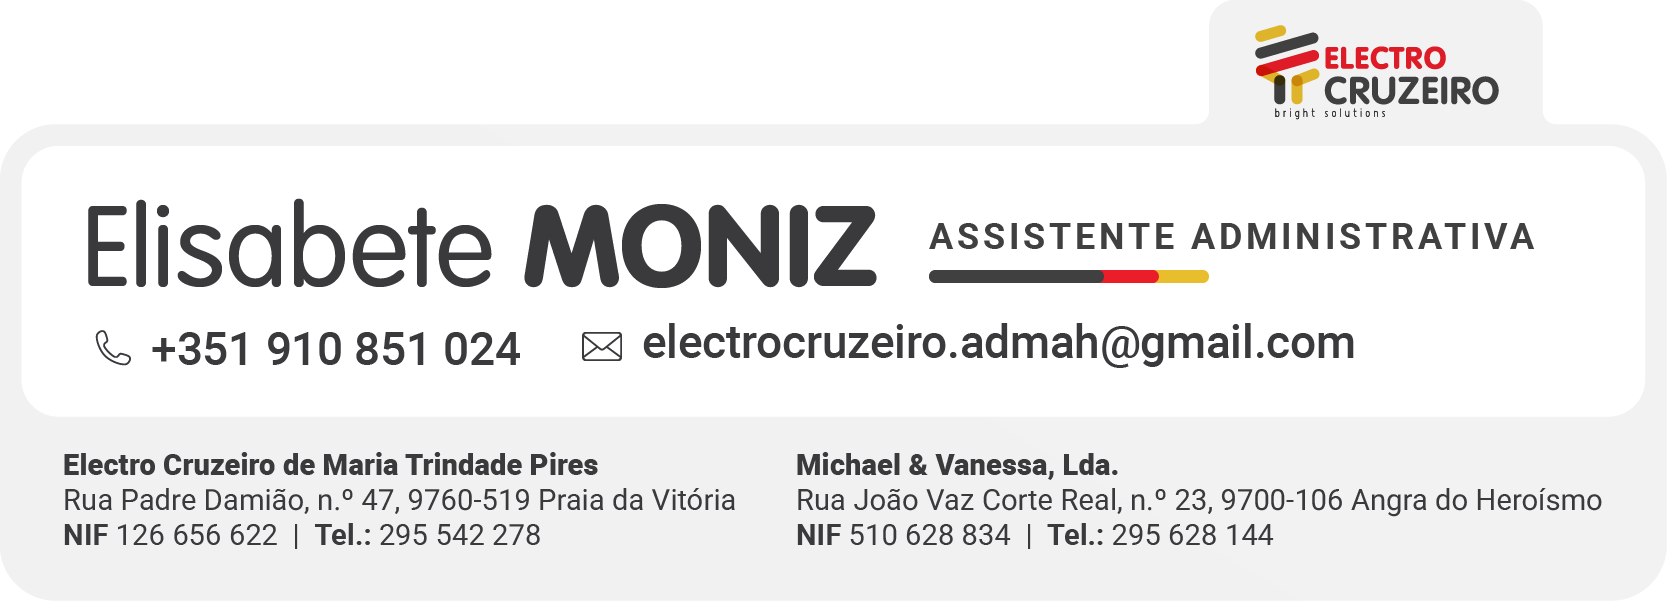 ELECTRO
CRUZEIRO
bright solutions
Elisabete MONIZ
ASSISTENTE ADMINISTRATIVA
+351 910 851 024
electrocruzeiro.admah@gmail.com
Electro Cruzeiro de Maria Trindade Pires
Rua Padre Damião, n.º 47, 9760-519 Praia da Vitória
NIF 126 656 622 | Tel.: 295 542 278
Michael & Vanessa, Lda.
Rua João Vaz Corte Real, n.º 23, 9700-106 Angra do Heroísmo
NIF 510 628 834 | Tel.: 295 628 144